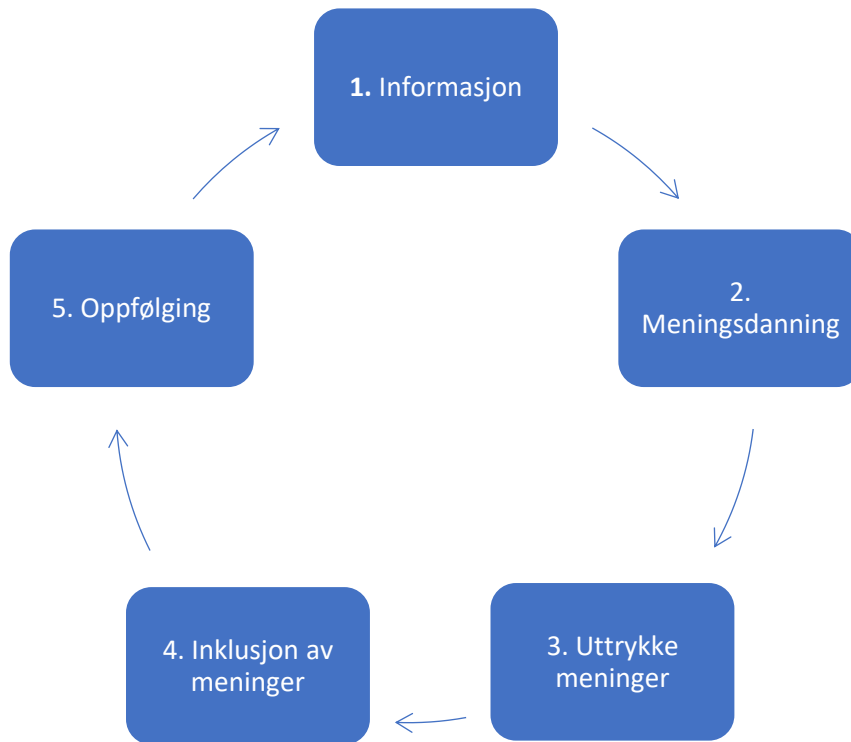 1. Informasjon
2.
Meningsdanning
3. Uttrykke
meninger
4. Inklusjon av
meninger
5. Oppfølging